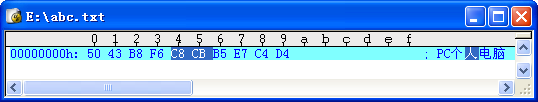 E:\abc.txt
0 1 2 3 4 5 6 7 8 9 a b c d e f
00000000h: 50 43 B8 F6 C8 CB B5 E7 C4 D4 ; PC个人电脑